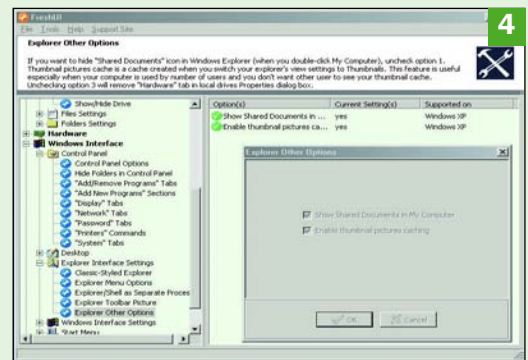 FreshUI
4
File Tools Help Support Site
Explorer Other Options
If you want to hide "Shared Documents" icon in Windows Explorer (when you double-click My Computer), uncheck option 1.
Thumbnail pictures cache is a cache created when you switch your explorer's view settings to Thumbnails. This feature is useful
especially when your computer is used by number of users and you don't want other user to see your thumbnail cache.
Unchecking option 3 will remove "Hardware" tab in local drives Properties dialog box.
Show/Hide Drive
Files Settings
Folders Settings
Hardware
Windows Interface
Control Panel
Control Panel Options
Hide Folders in Control Panel
"Add/Remove Programs" Tabs
"Add New Programs" Sections
"Display" Tabs
"Network" Tabs
"Password" Tabs
"Printers" Commands
"System" Tabs
Desktop
Explorer Interface Settings
Classic-Styled Explorer
Explorer Menu Options
Explorer/Shell as Separate Proces
Explorer Toolbar Picture
Explorer Other Options
Windows Interface Settings
Start Menu
Option(s) Current Setting(s) Supported on
Show Shared Documents in ... yes Windows XP
Enable thumbnail pictures ca... yes Windows XP
Explorer Other Options
Show Shared Documents in My Computer
Enable thumbnail pictures caching
OK Cancel